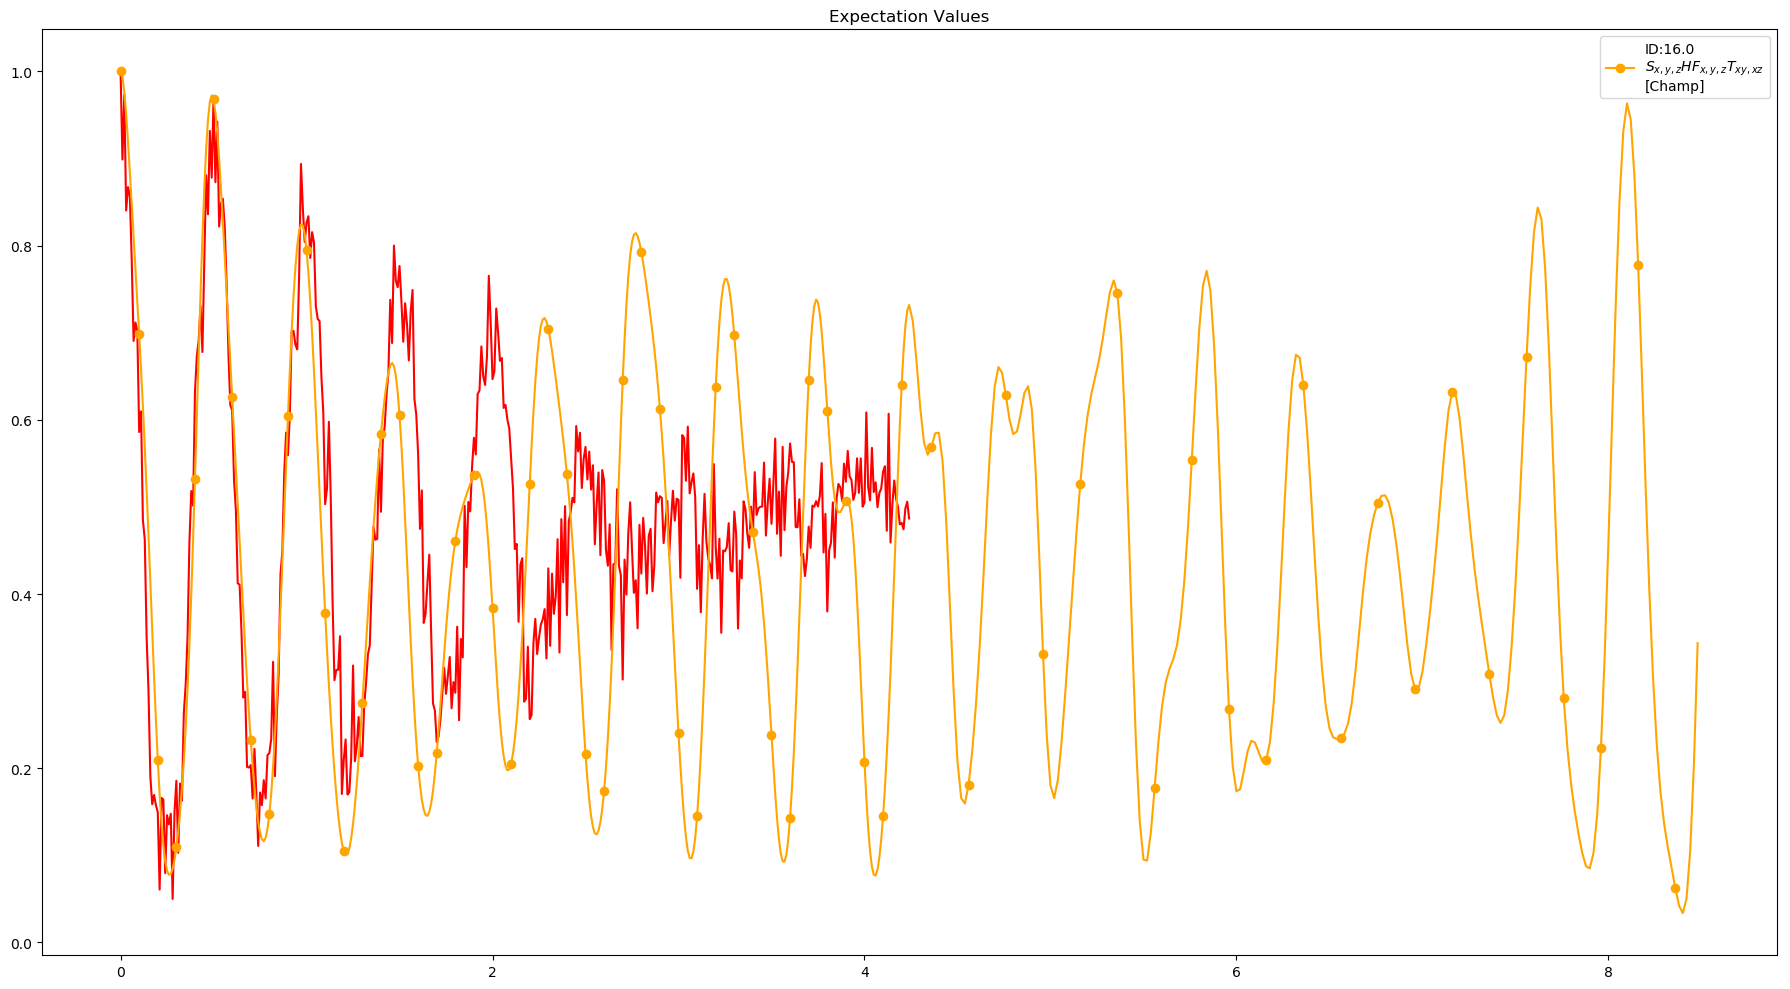 Expectation Values
ID:16.0
S_{x,y,z}HF_{x,y,z}T_{xy,xz}
[Champ]
1.0
0.8
0.6
0.4
0.2
0.0
0 2 4 6 8